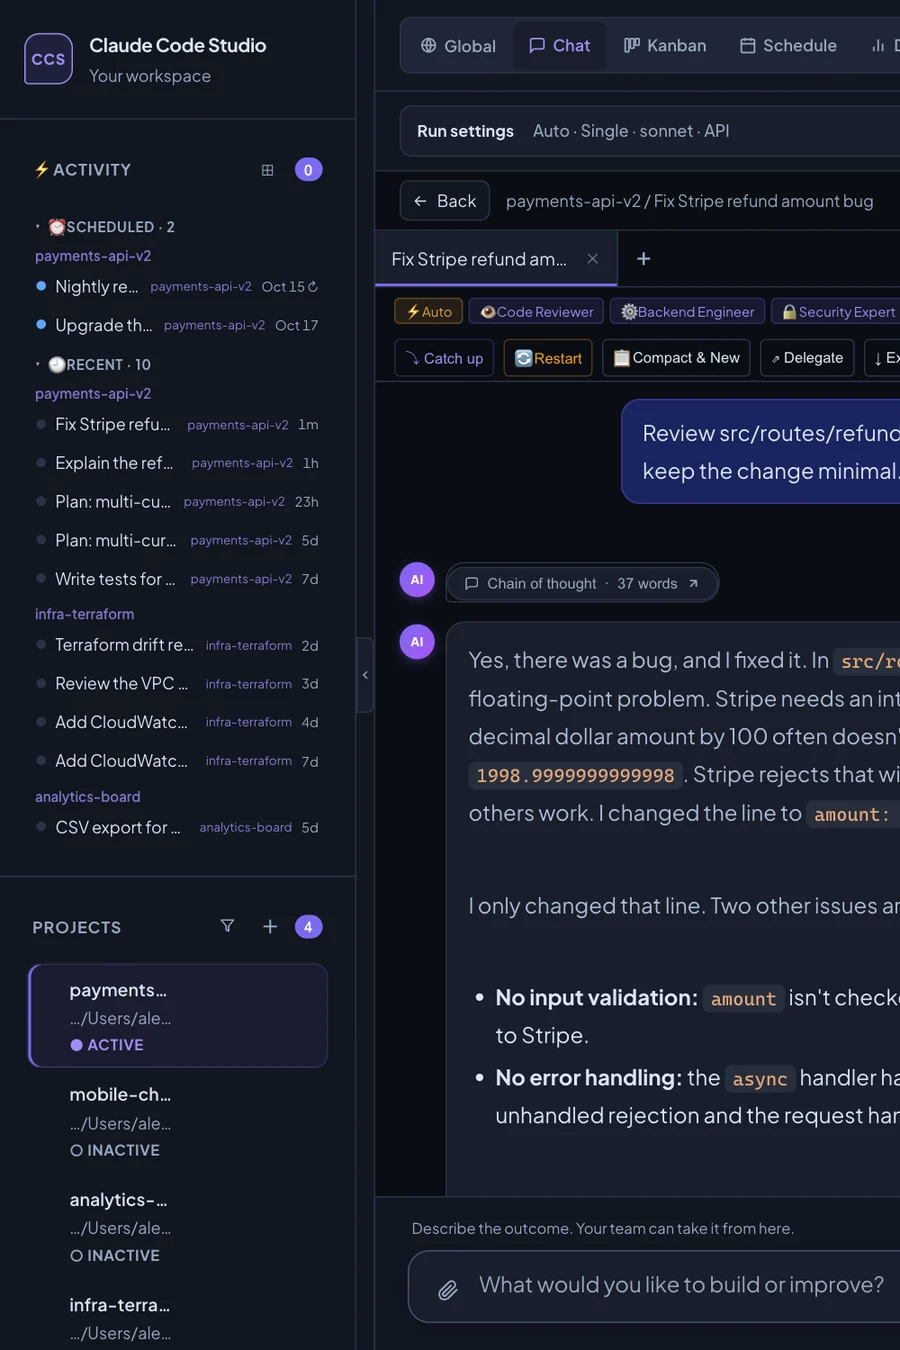 CCS
Claude Code Studio
Your workspace
ACTIVITY
0
SCHEDULED · 2
payments-api-v2
Nightly re... payments-api-v2 Oct 15
Upgrade th... payments-api-v2 Oct 17
RECENT · 10
payments-api-v2
Fix Stripe refu... payments-api-v2 1m
Explain the ref... payments-api-v2 1h
Plan: multi-cu... payments-api-v2 23h
Plan: multi-cur... payments-api-v2 5d
Write tests for ... payments-api-v2 7d
infra-terraform
Terraform drift re... infra-terraform 2d
Review the VPC ... infra-terraform 3d
Add CloudWatc... infra-terraform 4d
Add CloudWatc... infra-terraform 7d
analytics-board
CSV export for ... analytics-board 5d
PROJECTS
4
payments...
.../Users/ale...
ACTIVE
mobile-ch...
.../Users/ale...
INACTIVE
analytics-...
.../Users/ale...
INACTIVE
infra-terra...
.../Users/ale...
Global Chat Kanban Schedule
Run settings Auto · Single · sonnet · API
← Back payments-api-v2 / Fix Stripe refund amount bug
Fix Stripe refund am... × +
Auto Code Reviewer Backend Engineer Security Expert
Catch up Restart Compact & New Delegate ↓ Ex
Review src/routes/refund
keep the change minimal.
AI
Chain of thought · 37 words ↗
AI
Yes, there was a bug, and I fixed it. In src/ro
floating-point problem. Stripe needs an int
decimal dollar amount by 100 often doesn'
1998.9999999999998. Stripe rejects that wi
others work. I changed the line to amount:
I only changed that line. Two other issues ar
• No input validation: amount isn't checke
to Stripe.
• No error handling: the async handler ha
unhandled rejection and the request han
Describe the outcome. Your team can take it from here.
What would you like to build or improve?